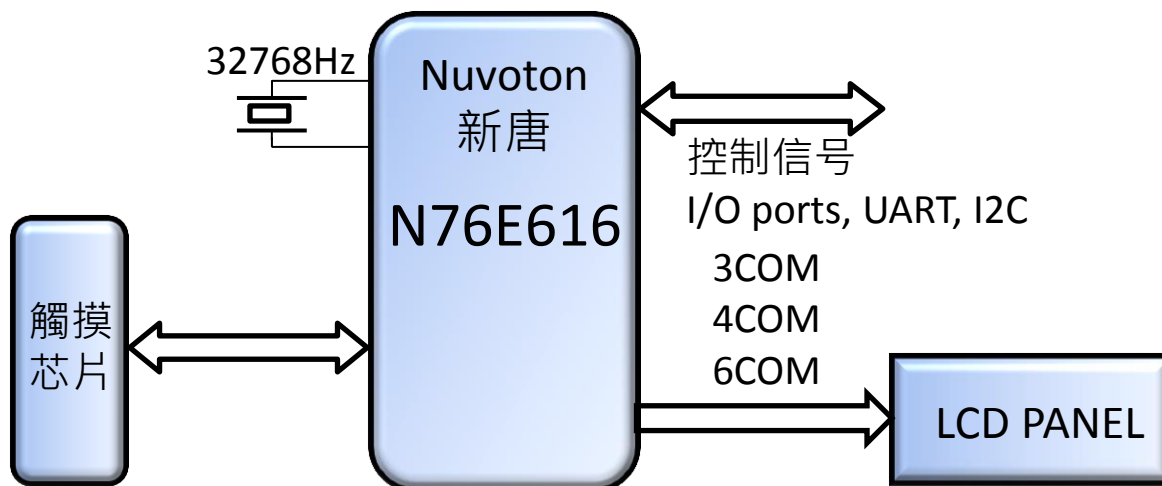 32768Hz
Nuvoton
新唐
N76E616
控制信号
I/O ports, UART, I2C
3COM
4COM
6COM
觸摸
芯片
LCD PANEL